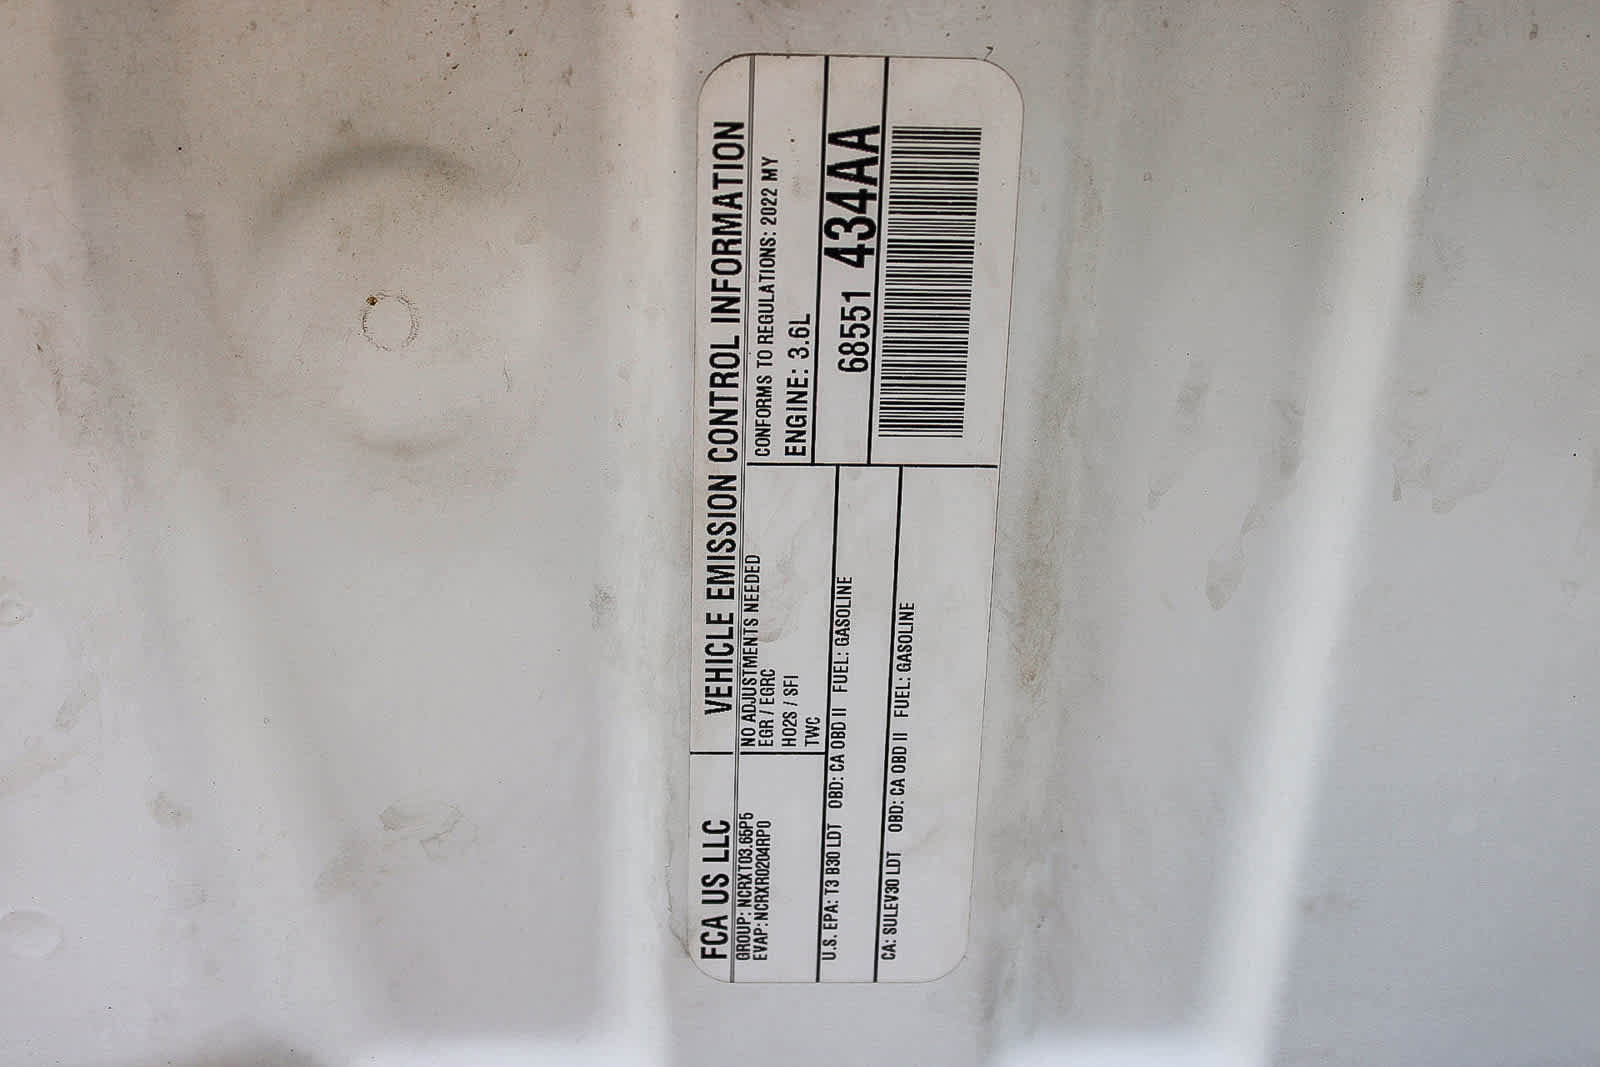 FCA US LLC
VEHICLE EMISSION CONTROL INFORMATION
GROUP: NCRXT03.65P5
EVAP: NCRXR0204RP0
NO ADJUSTMENTS NEEDED
EGR / EGRC
HO2S / SFI
TWC
CONFORMS TO REGULATIONS: 2022 MY
ENGINE: 3.6L
U.S. EPA: T3 B30 LDT OBD: CA OBD II FUEL: GASOLINE
CA: SULEV30 LDT OBD: CA OBD II FUEL: GASOLINE
68551 434AA